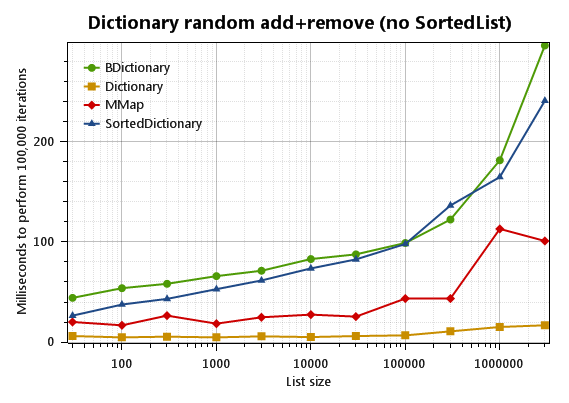 Dictionary random add+remove (no SortedList)
BDictionary
Dictionary
MMap
SortedDictionary
Milliseconds to perform 100,000 iterations
200
100
0
100 1000 10000 100000 1000000
List size